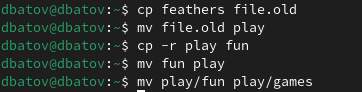 dbatov@dbatov:~$ cp feathers file.old
dbatov@dbatov:~$ mv file.old play
dbatov@dbatov:~$ cp -r play fun
dbatov@dbatov:~$ mv fun play
dbatov@dbatov:~$ mv play/fun play/games